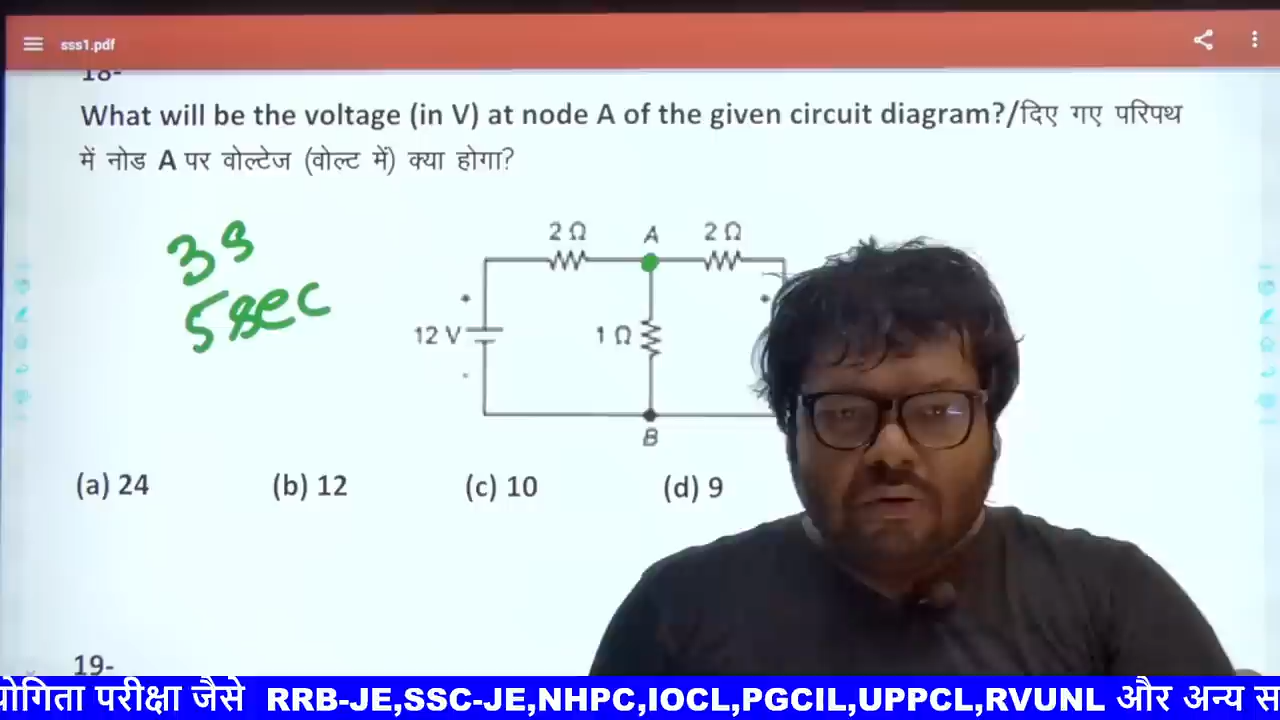 sss1.pdf
18-
What will be the voltage (in V) at node A of the given circuit diagram?/दिए गए परिपथ
में नोड A पर वोल्टेज (वोल्ट में) क्या होगा?
3s
5sec
2 Ω A 2 Ω
12 V 1 Ω
B
(a) 24 (b) 12 (c) 10 (d) 9
19-
योगिता परीक्षा जैसे RRB-JE,SSC-JE,NHPC,IOCL,PGCIL,UPPCL,RVUNL और अन्य स